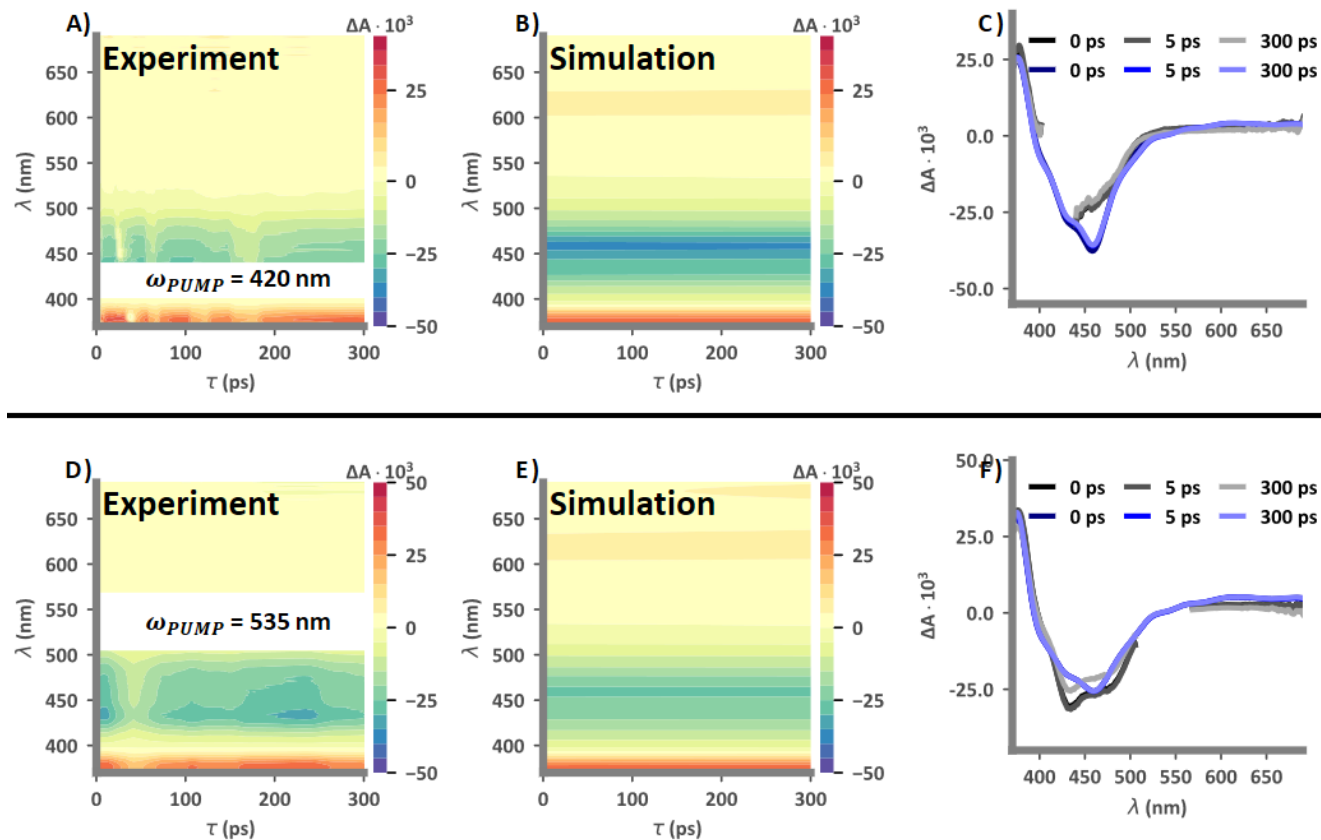 A)
ΔA · 10³
Experiment
650
600
550
500
450
400
λ (nm)
ω_PUMP = 420 nm
0
100
200
300
τ (ps)
25
0
−25
−50
B)
ΔA · 10³
Simulation
650
600
550
500
450
400
λ (nm)
0
100
200
300
τ (ps)
25
0
−25
−50
C)
0 ps 5 ps 300 ps
0 ps 5 ps 300 ps
25.0
0.0
-25.0
-50.0
ΔA · 10³
400 450 500 550 600 650
λ (nm)
D)
ΔA · 10³
Experiment
650
600
550
500
450
400
λ (nm)
ω_PUMP = 535 nm
0
100
200
300
τ (ps)
50
25
0
−25
−50
E)
ΔA · 10³
Simulation
650
600
550
500
450
400
λ (nm)
0
100
200
300
τ (ps)
50
25
0
−25
−50
F)
0 ps 5 ps 300 ps
0 ps 5 ps 300 ps
50.0
25.0
0.0
-25.0
ΔA · 10³
400 450 500 550 600 650
λ (nm)